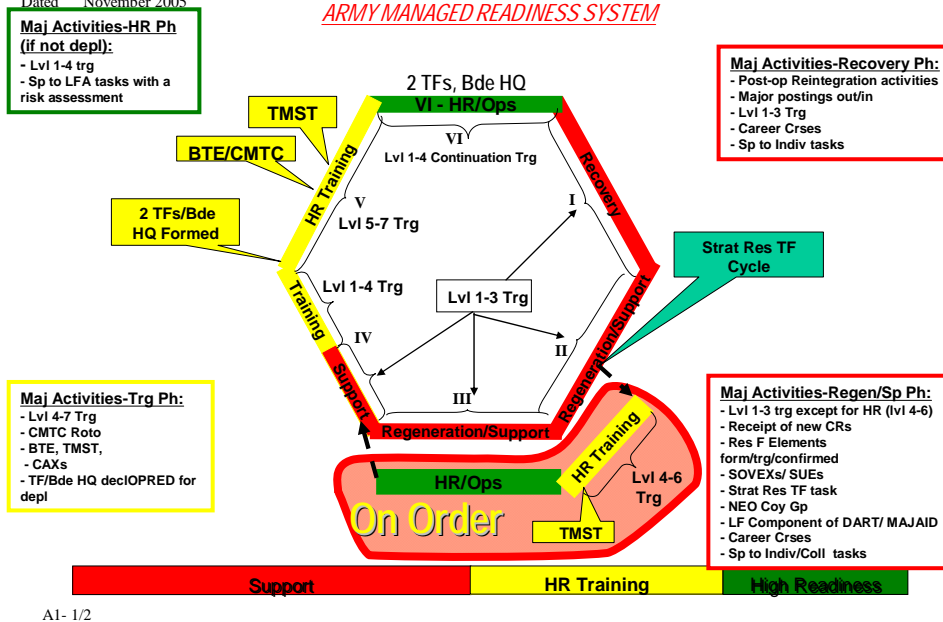 Dated November 2005
ARMY MANAGED READINESS SYSTEM
Maj Activities-HR Ph
(if not depl):
- Lvl 1-4 trg
- Sp to LFA tasks with a
risk assessment
2 TFs, Bde HQ
VI - HR/Ops
VI
Lvl 1-4 Continuation Trg
TMST
BTE/CMTC
2 TFs/Bde
HQ Formed
HR Training
V
Lvl 5-7 Trg
Training
Lvl 1-4 Trg
IV
Support
Lvl 1-3 Trg
I
Recovery
II
Regeneration/Support
III
Regeneration/Support
Maj Activities-Recovery Ph:
- Post-op Reintegration activities
- Major postings out/in
- Lvl 1-3 Trg
- Career Crses
- Sp to Indiv tasks
Strat Res TF
Cycle
Maj Activities-Trg Ph:
- Lvl 4-7 Trg
- CMTC Roto
- BTE, TMST,
- CAXs
- TF/Bde HQ declOPRED for
depl
Maj Activities-Regen/Sp Ph:
- Lvl 1-3 trg except for HR (lvl 4-6)
- Receipt of new CRs
- Res F Elements
form/trg/confirmed
- SOVEXs/ SUEs
- Strat Res TF task
- NEO Coy Gp
- LF Component of DART/ MAJAID
- Career Crses
- Sp to Indiv/Coll tasks
HR Training
Lvl 4-6
Trg
HR/Ops
On Order
TMST
Support
HR Training
High Readiness
A1- 1/2